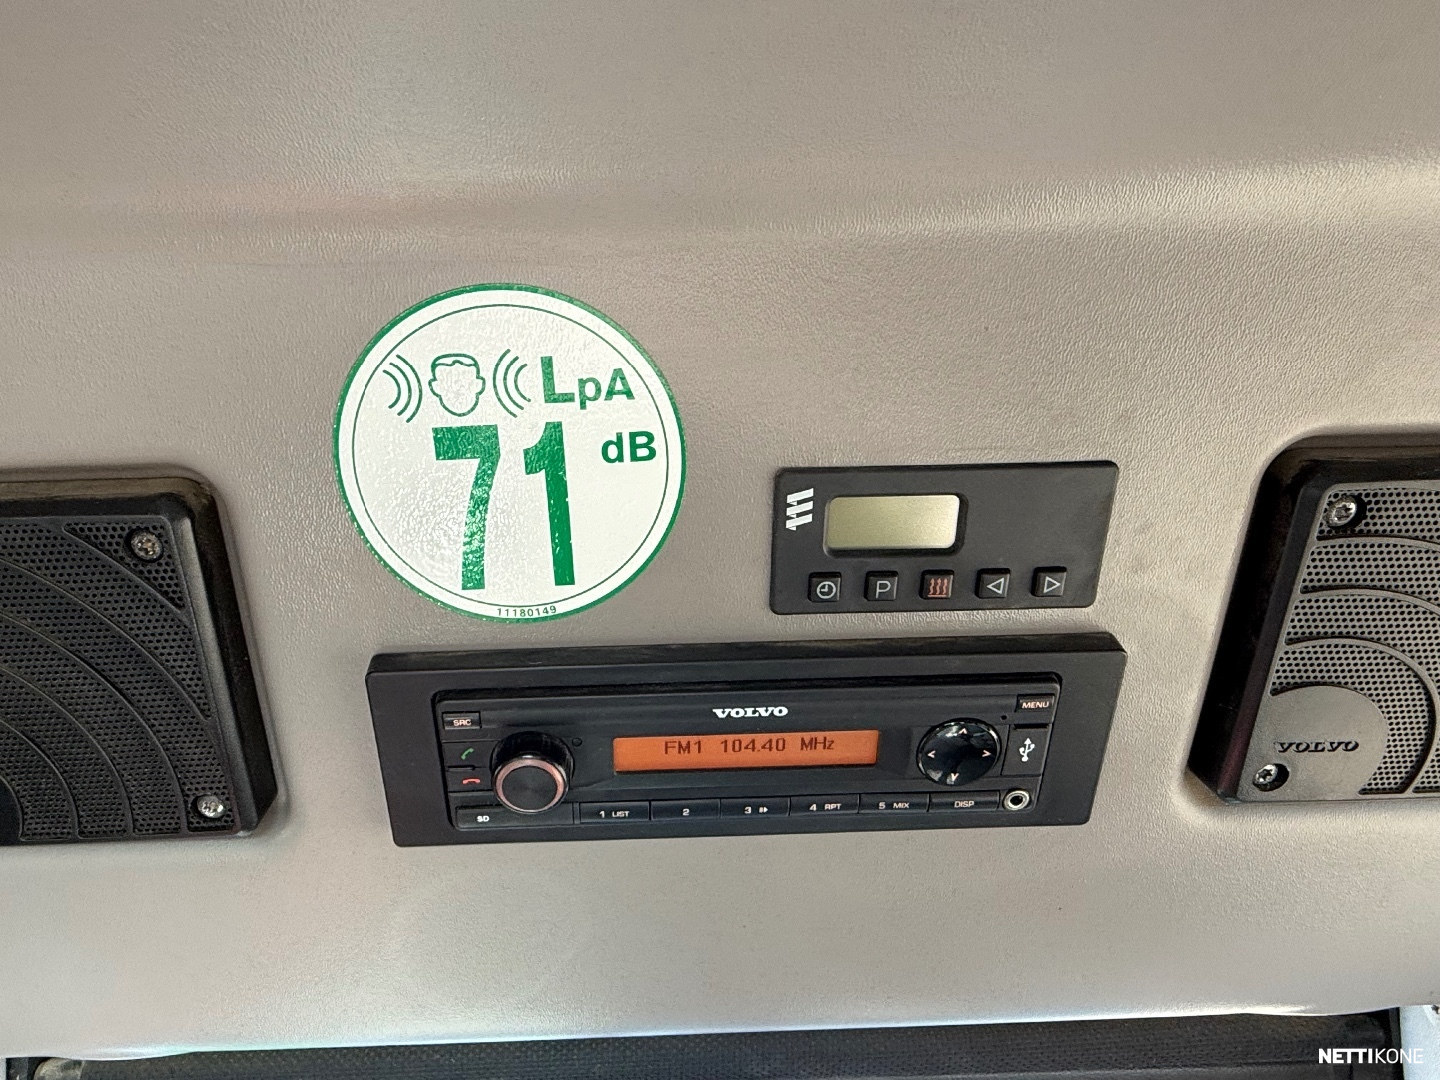 LpA
71 dB
11180149
P
VOLVO
SRC
MENU
FM1 104.40 MHz
SD
1 LIST
2
3
4 RPT
5 MIX
DISP
VOLVO
NETTIKONE